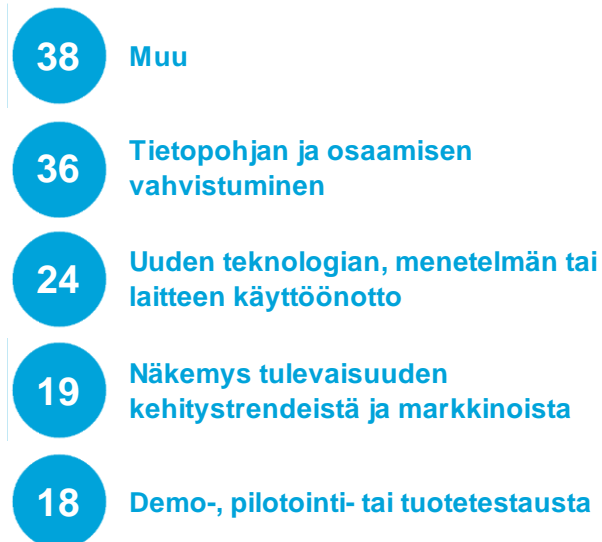 38 Muu
36 Tietopohjan ja osaamisen
vahvistuminen
24 Uuden teknologian, menetelmän tai
laitteen käyttöönotto
19 Näkemys tulevaisuuden
kehitystrendeistä ja markkinoista
18 Demo-, pilotointi- tai tuotetestausta